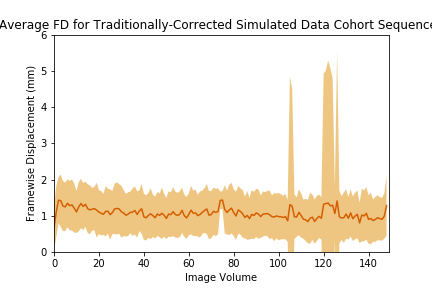 Average FD for Traditionally-Corrected Simulated Data Cohort Sequence
6
5
4
3
2
1
0
Framewise Displacement (mm)
0 20 40 60 80 100 120 140
Image Volume